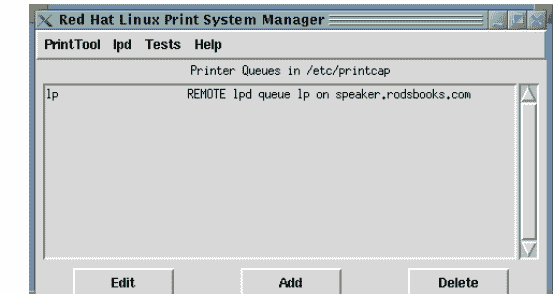 Red Hat Linux Print System Manager
PrintTool lpd Tests Help
Printer Queues in /etc/printcap
lp REMOTE lpd queue lp on speaker.rodsbooks.com
Edit Add Delete